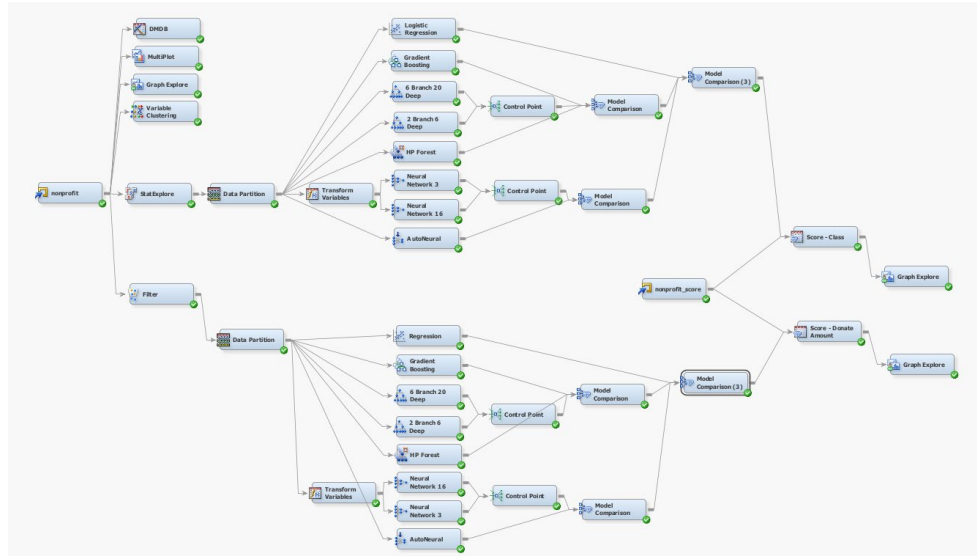 DMDB
MultiPlot
Graph Explore
Variable
Clustering
nonprofit
StatExplore
Data Partition
Filter
Logistic
Regression
Gradient
Boosting
6 Branch 20
Deep
2 Branch 6
Deep
HP Forest
Transform
Variables
Neural
Network 3
Neural
Network 16
AutoNeural
Control Point
Control Point
Model
Comparison
Model
Comparison
Model
Comparison (3)
Score - Class
Graph Explore
nonprofit_score
Score - Donate
Amount
Graph Explore
Data Partition
Regression
Gradient
Boosting
6 Branch 20
Deep
2 Branch 6
Deep
HP Forest
Transform
Variables
Neural
Network 16
Neural
Network 3
AutoNeural
Control Point
Control Point
Model
Comparison
Model
Comparison
Model
Comparison (3)